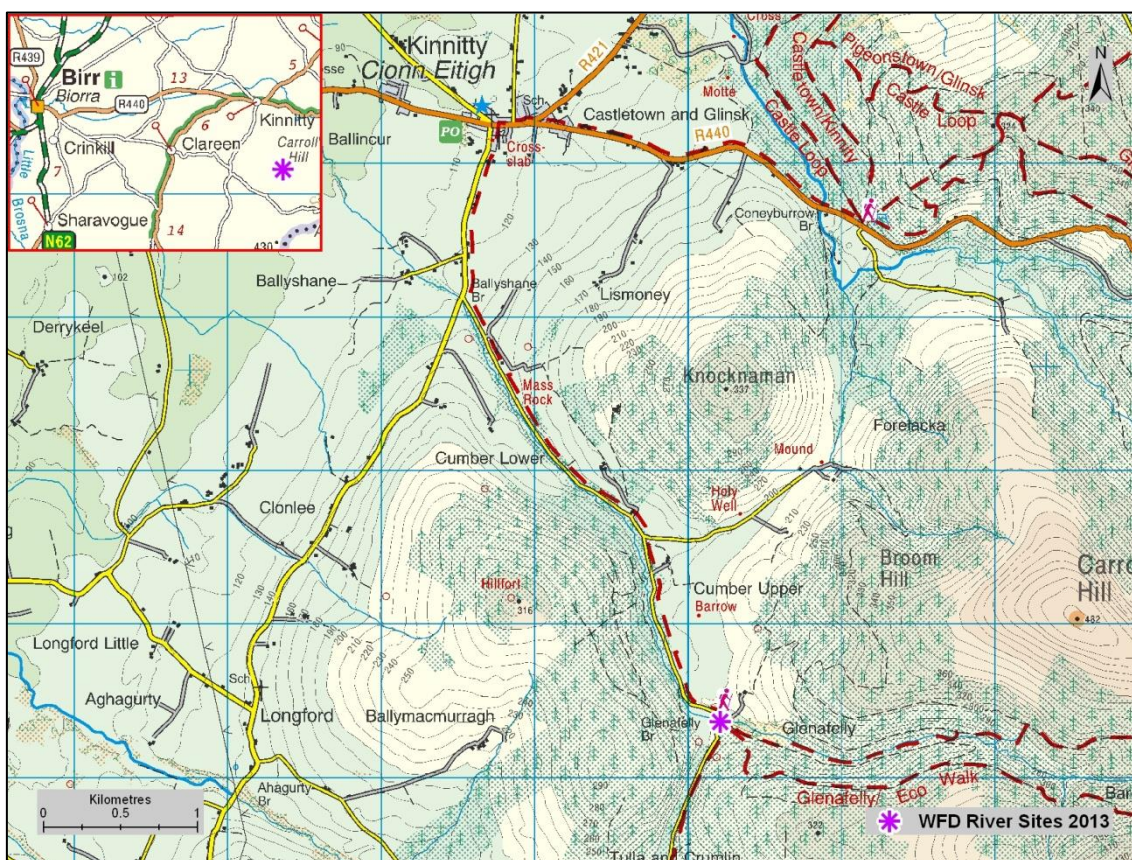 R439
Birr
i
Biorra
13
5
R440
6
Kinnitty
Crinkill
Clareen
Carroll
Hill
Little
Brosna
7
Sharavogue
14
430
N62
Kinnitty
Cionn Eitigh
R421
Sch
PO
Cross-
slab
Ballincur
Castletown and Glinsk
R440
Motte
Cross
Castletown/Kinnitty
Castle Loop
Pigeonstown/Glinsk
Castle Loop
N
Coneyburrow
Br
Ballyshane
Ballyshane
Br
Lismoney
102
Derrykeel
Mass
Rock
Knocknaman
337
Forelacka
Mound
Cumber Lower
Holy
Well
Clonlee
Broom
Hill
Hillfort
316
Cumber Upper
Barrow
482
Longford Little
Sch
Aghagurty
Longford
Ballymacmurragh
Glenafelly
Br
Glenafelly
Ahagurty
Br
Glenafelly Eco Walk
322
Kilometres
0 0.5 1
WFD River Sites 2013